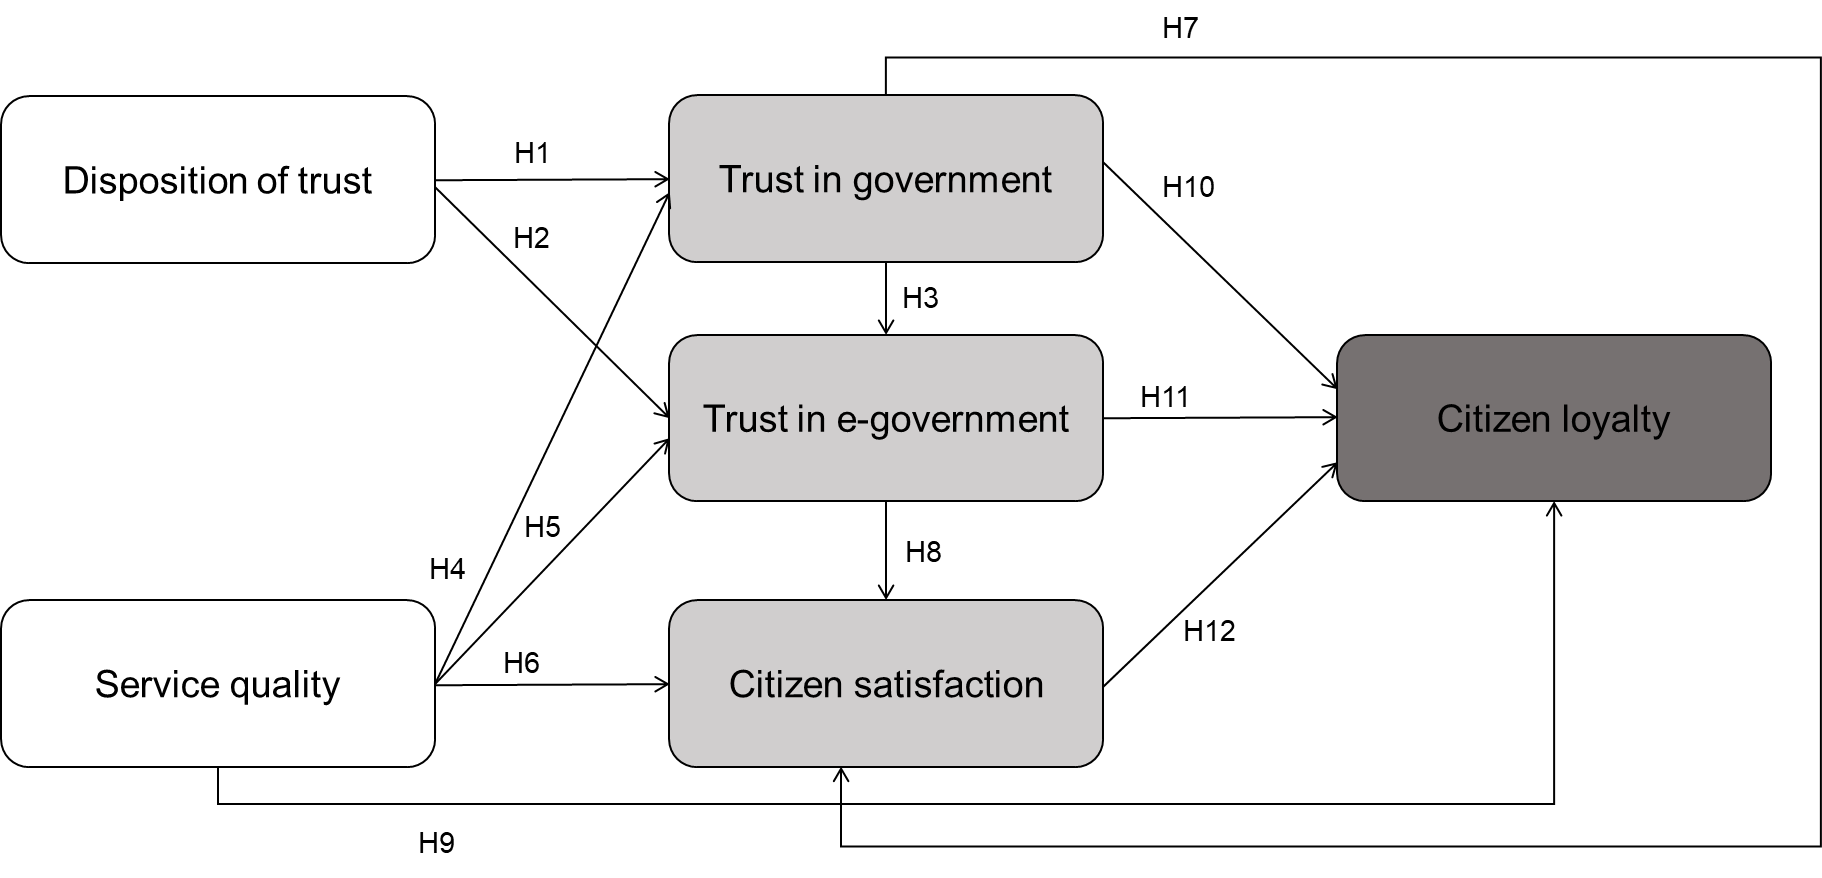 H7
Disposition of trust
H1
Trust in government
H10
H2
H3
Trust in e-government
H11
Citizen loyalty
H5
H4
H8
H12
Service quality
H6
Citizen satisfaction
H9